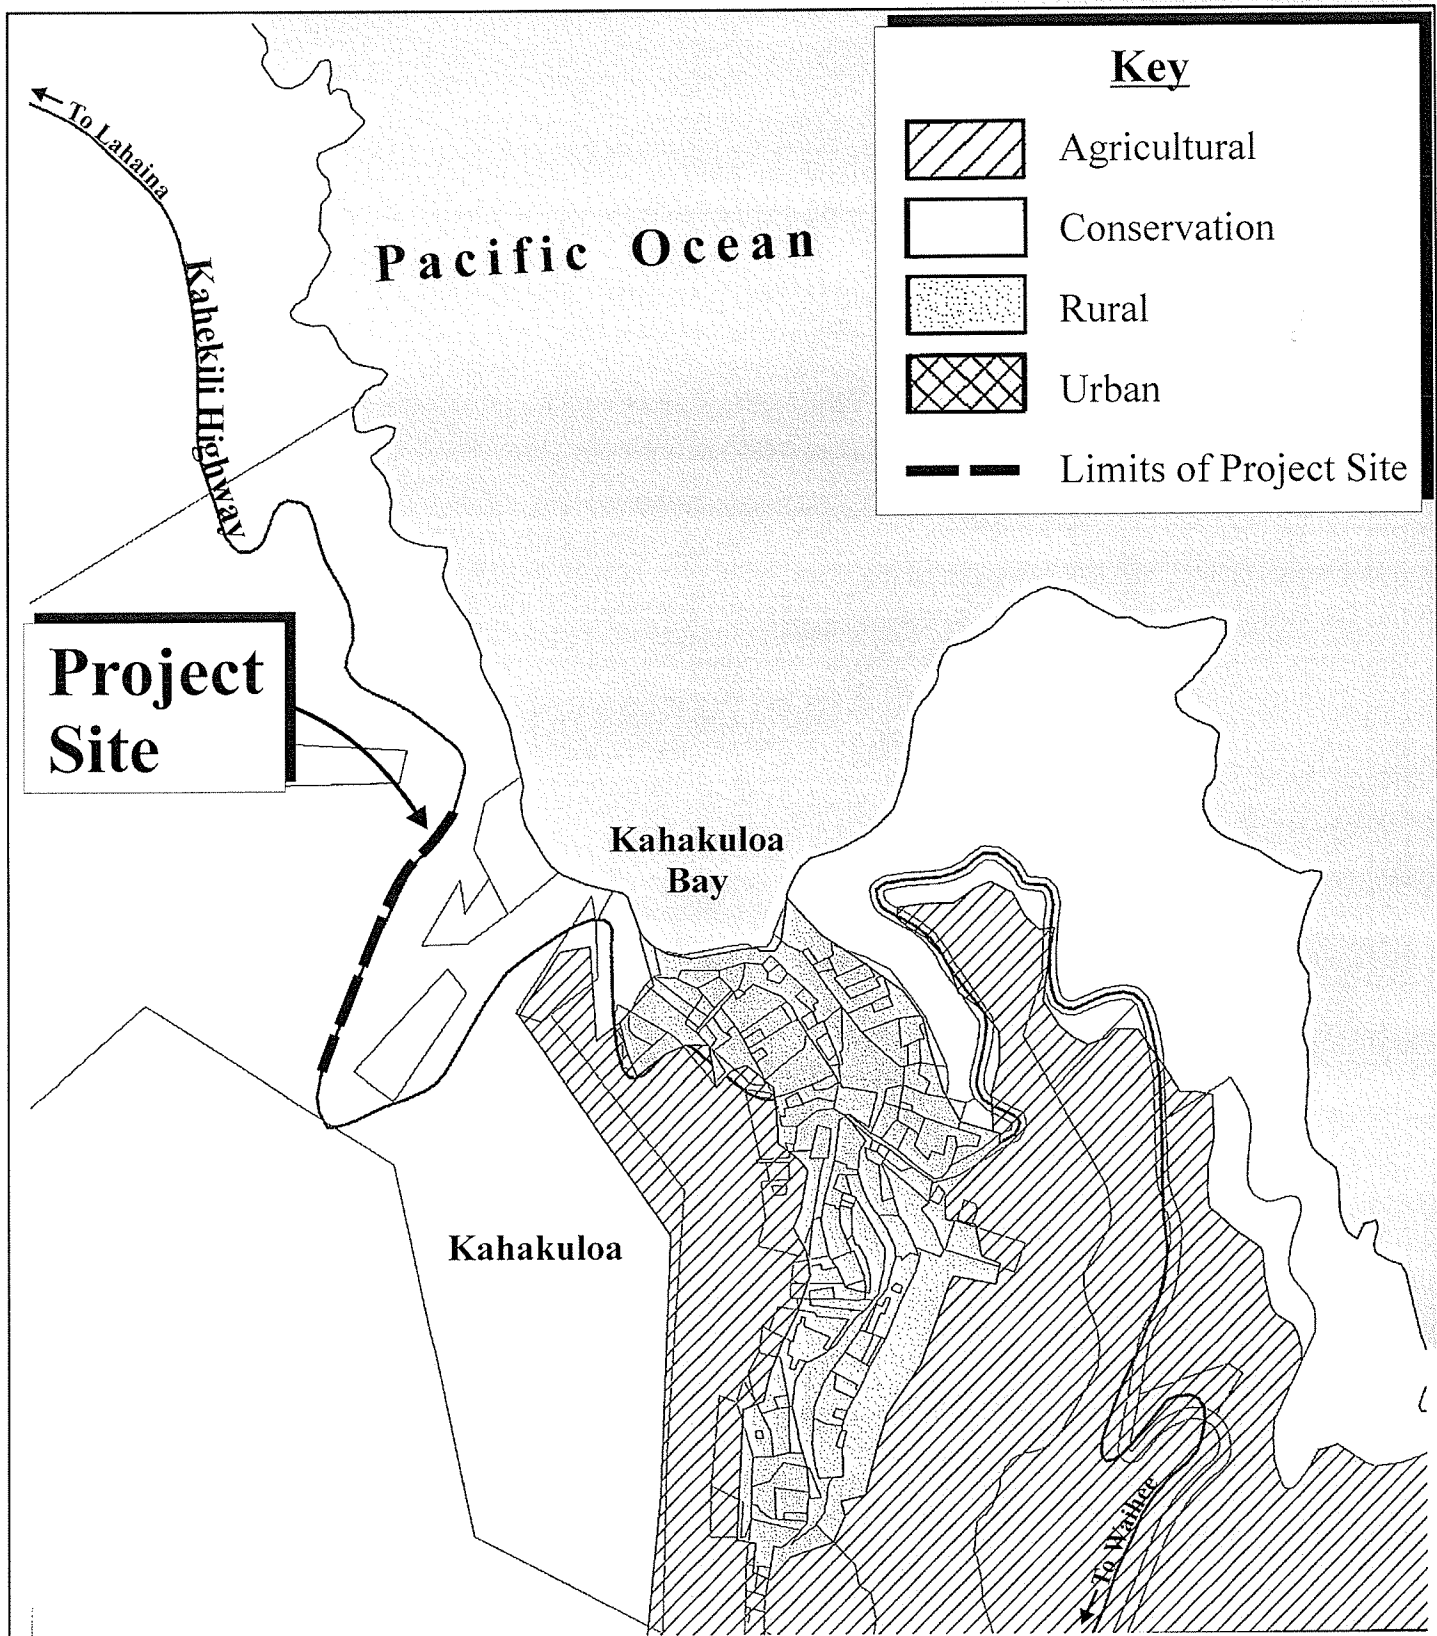 Key
Agricultural
Conservation
Rural
Urban
Limits of Project Site
To Lahaina
Pacific Ocean
Kahekili Highway
Project
Site
Kahakuloa
Bay
Kahakuloa
To Waihee